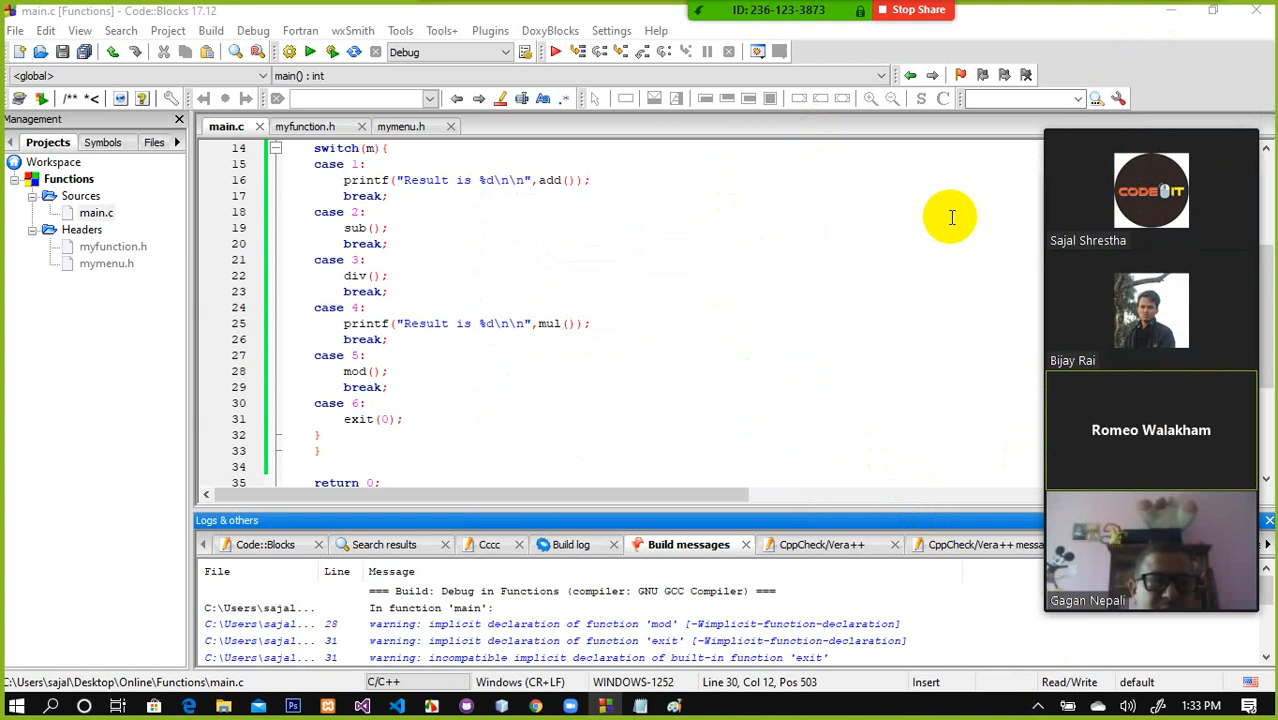 main.c [Functions] - Code::Blocks 17.12
ID: 236-123-3873
Stop Share
File Edit View Search Project Build Debug Fortran wxSmith Tools Tools+ Plugins DoxyBlocks Settings Help
Debug
<global>
main() : int
/** *<
S C
Management
main.c
myfunction.h
mymenu.h
Projects Symbols Files
Workspace
Functions
Sources
main.c
Headers
myfunction.h
mymenu.h
14 switch(m){
15 case 1:
16 printf("Result is %d\n\n",add());
17 break;
18 case 2:
19 sub();
20 break;
21 case 3:
22 div();
23 break;
24 case 4:
25 printf("Result is %d\n\n",mul());
26 break;
27 case 5:
28 mod();
29 break;
30 case 6:
31 exit(0);
32 }
33 }
34
35 return 0;
CODE IT
Sajal Shrestha
Bijay Rai
Romeo Walakham
Gagan Nepali
Logs & others
Code::Blocks
Search results
Cccc
Build log
Build messages
CppCheck/Vera++
CppCheck/Vera++ messa
File Line Message
=== Build: Debug in Functions (compiler: GNU GCC Compiler) ===
C:\Users\sajal... In function 'main':
C:\Users\sajal... 28 warning: implicit declaration of function 'mod' [-Wimplicit-function-declaration]
C:\Users\sajal... 31 warning: implicit declaration of function 'exit' [-Wimplicit-function-declaration]
C:\Users\sajal... 31 warning: incompatible implicit declaration of built-in function 'exit'
C:\Users\sajal\Desktop\Online\Functions\main.c
C/C++
Windows (CR+LF)
WINDOWS-1252
Line 30, Col 12, Pos 503
Insert
Read/Write
default
1:33 PM